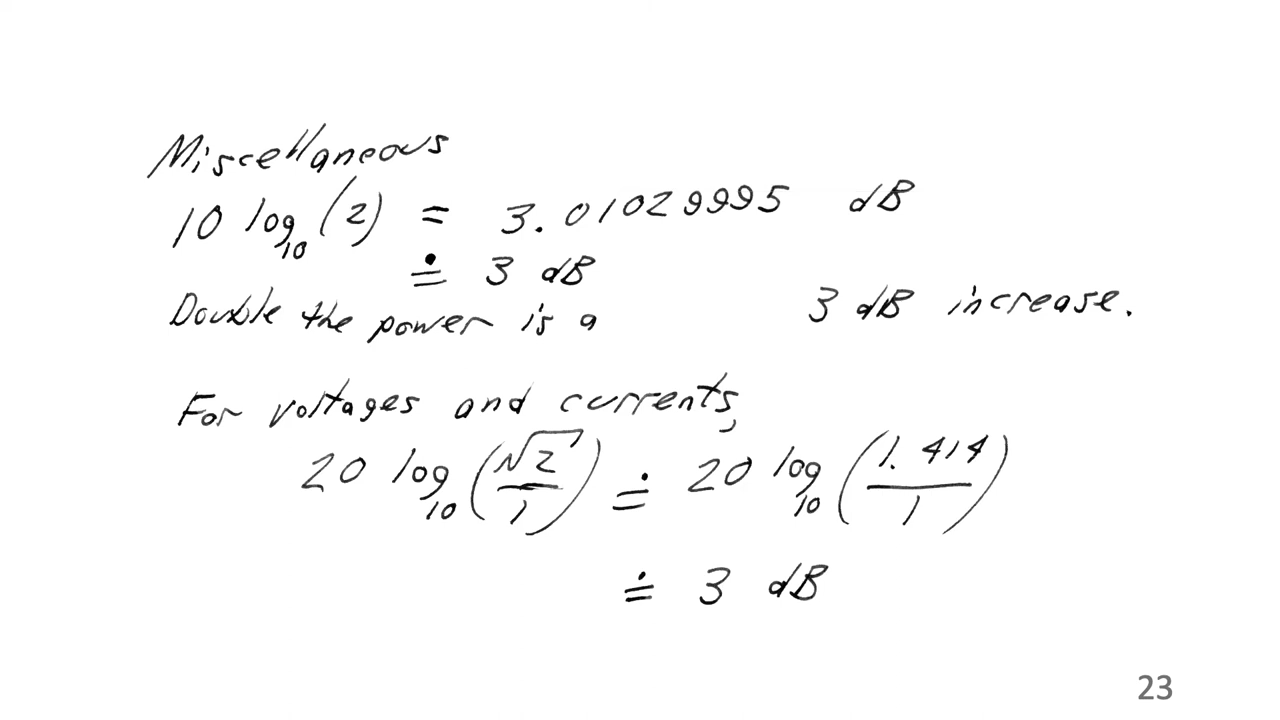 Miscellaneous
10 log₁₀ (2) = 3.01029995 dB
≐ 3 dB
Double the power is a 3 dB increase.
For voltages and currents,
20 log₁₀ (√2/1) ≐ 20 log₁₀ (1.414/1)
≐ 3 dB
23